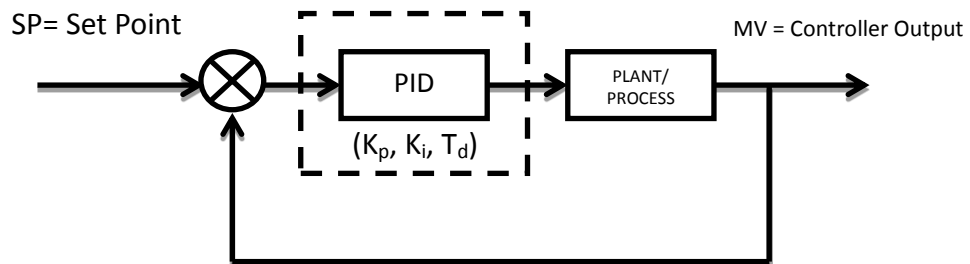 SP= Set Point
MV = Controller Output
PID
PLANT/
PROCESS
(Kp, Ki, Td)